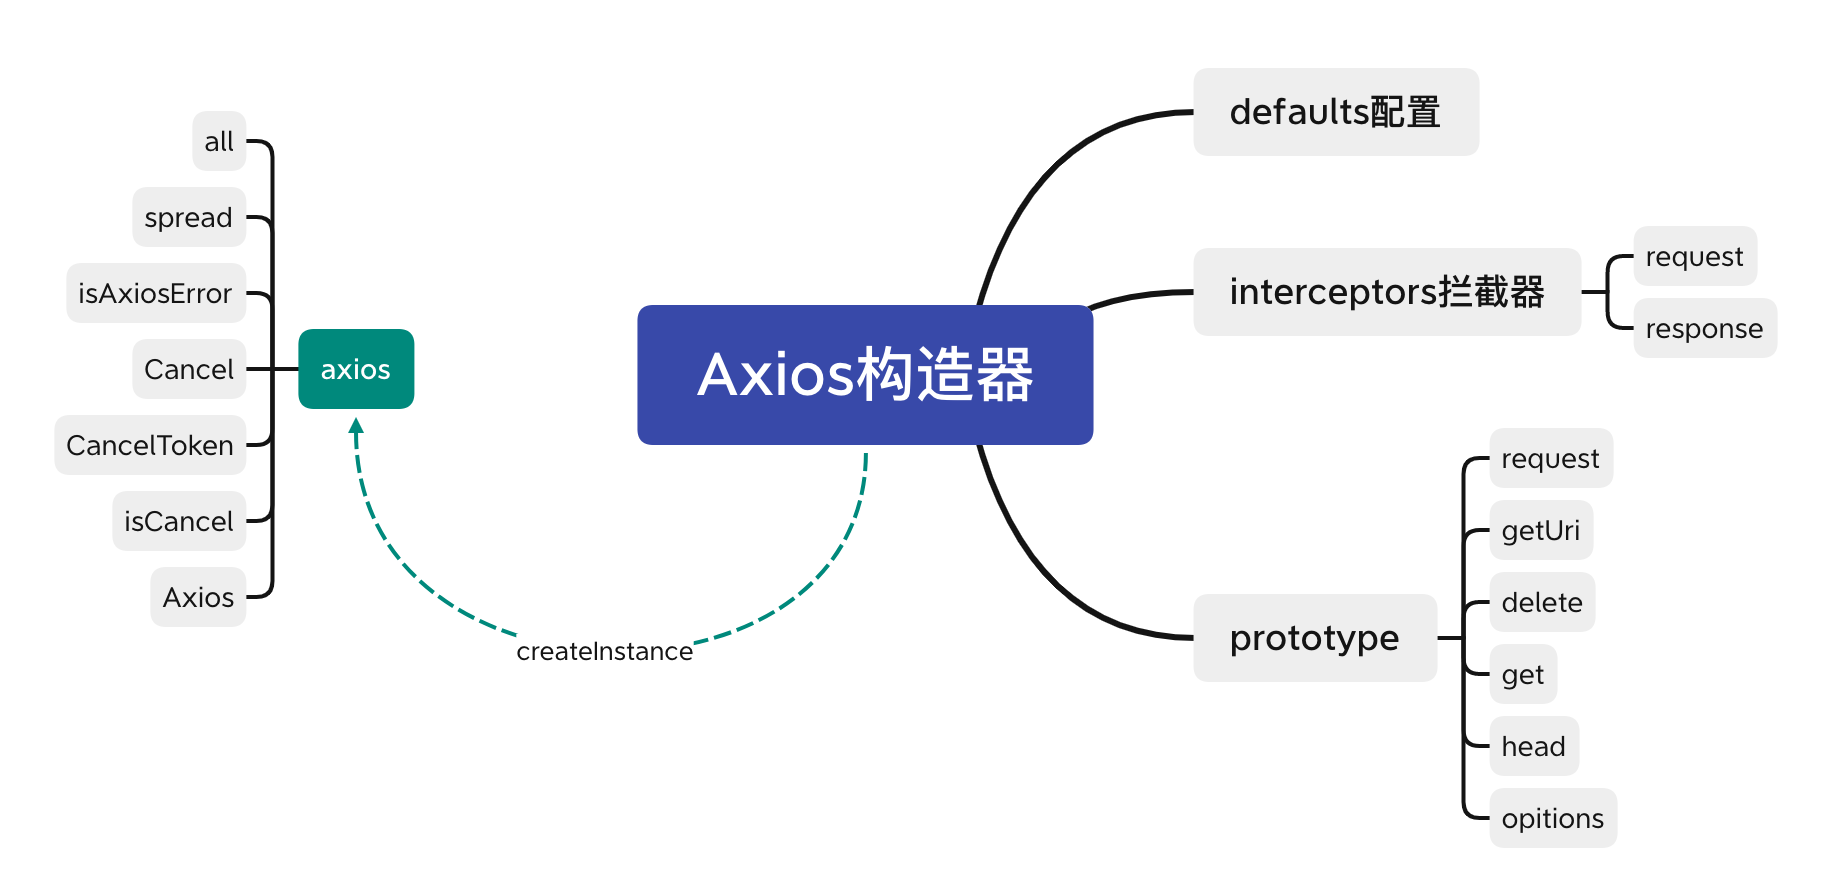 Axios构造器
defaults配置
interceptors拦截器
request
response
prototype
request
getUri
delete
get
head
opitions
createInstance
axios
all
spread
isAxiosError
Cancel
CancelToken
isCancel
Axios